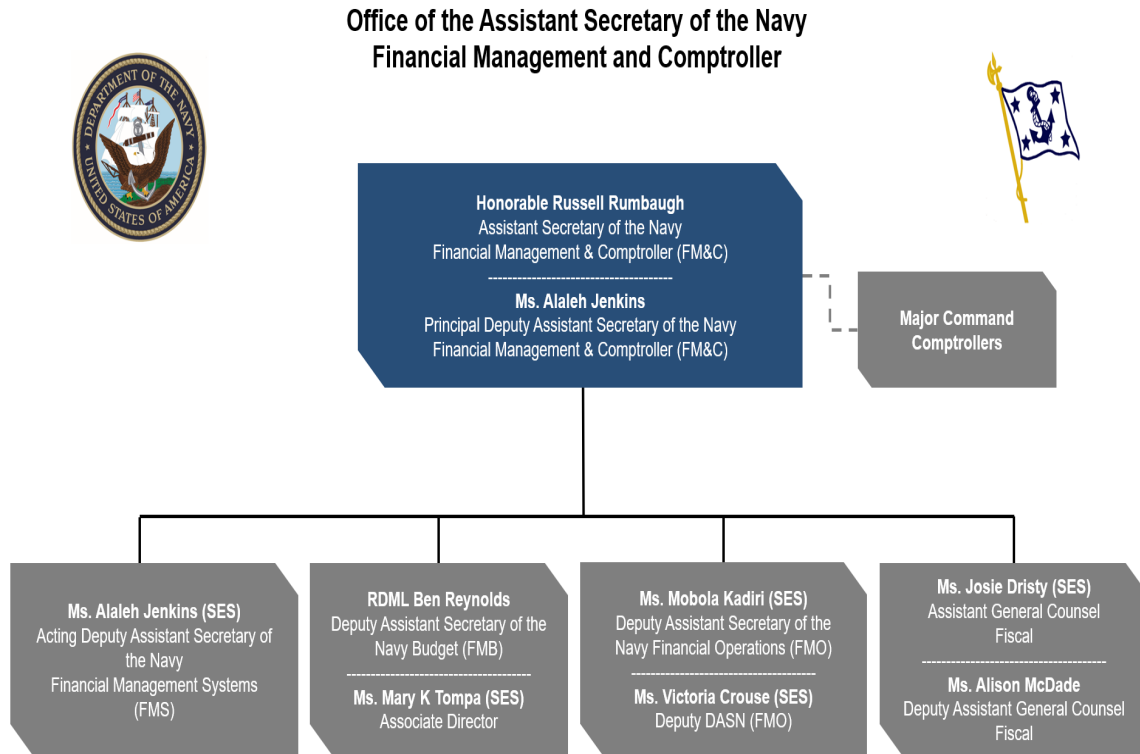 Office of the Assistant Secretary of the Navy
Financial Management and Comptroller
DEPARTMENT OF THE NAVY
UNITED STATES OF AMERICA
Honorable Russell Rumbaugh
Assistant Secretary of the Navy
Financial Management & Comptroller (FM&C)
--------------------------------------
Ms. Alaleh Jenkins
Principal Deputy Assistant Secretary of the Navy
Financial Management & Comptroller (FM&C)
Major Command
Comptrollers
Ms. Alaleh Jenkins (SES)
Acting Deputy Assistant Secretary of
the Navy
Financial Management Systems
(FMS)
RDML Ben Reynolds
Deputy Assistant Secretary of the
Navy Budget (FMB)
--------------------------------------
Ms. Mary K Tompa (SES)
Associate Director
Ms. Mobola Kadiri (SES)
Deputy Assistant Secretary of the
Navy Financial Operations (FMO)
--------------------------------------
Ms. Victoria Crouse (SES)
Deputy DASN (FMO)
Ms. Josie Dristy (SES)
Assistant General Counsel
Fiscal
--------------------------------------
Ms. Alison McDade
Deputy Assistant General Counsel
Fiscal